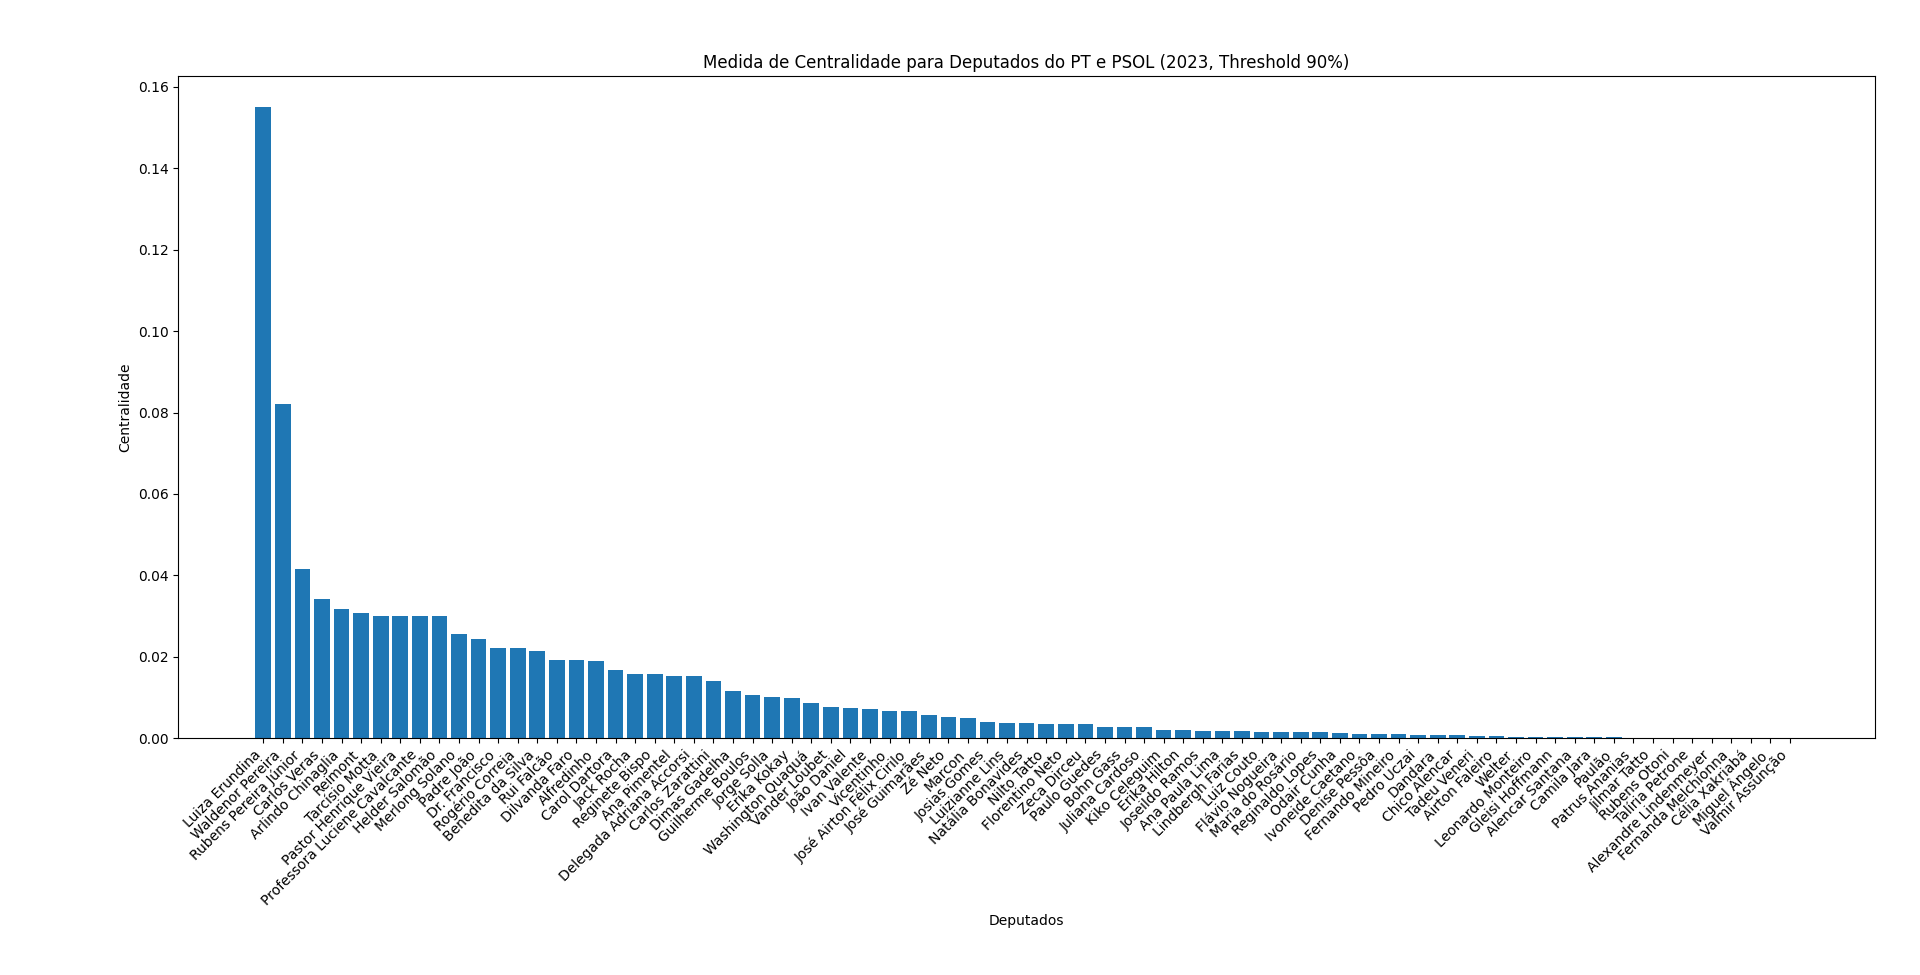 Medida de Centralidade para Deputados do PT e PSOL (2023, Threshold 90%)
Centralidade
0.16
0.14
0.12
0.10
0.08
0.06
0.04
0.02
0.00
Luiza Erundina
Waldenor Pereira
Rubens Pereira Júnior
Carlos Veras
Arlindo Chinaglia
Reimont
Tarcísio Motta
Pastor Henrique Vieira
Professora Luciene Cavalcante
Helder Salomão
Merlong Solano
Padre João
Dr. Francisco
Rogério Correia
Benedita da Silva
Rui Falcão
Dilvanda Faro
Alfredinho
Carol Dartora
Jack Rocha
Reginete Bispo
Ana Pimentel
Delegada Adriana Accorsi
Carlos Zarattini
Dimas Gadelha
Guilherme Boulos
Jorge Solla
Erika Kokay
Washington Quaquá
Vander Loubet
João Daniel
Ivan Valente
Vicentinho
José Airton Félix Cirilo
José Guimarães
Zé Neto
Marcon
Josias Gomes
Luizianne Lins
Natália Bonavides
Nilto Tatto
Florentino Neto
Zeca Dirceu
Paulo Guedes
Bohn Gass
Juliana Cardoso
Kiko Celeguim
Erika Hilton
Joseildo Ramos
Ana Paula Lima
Lindbergh Farias
Luiz Couto
Flávio Nogueira
Maria do Rosário
Reginaldo Lopes
Odair Cunha
Ivoneide Caetano
Denise Pessôa
Fernando Mineiro
Pedro Uczai
Dandara
Chico Alencar
Tadeu Veneri
Airton Faleiro
Welter
Leonardo Monteiro
Gleisi Hoffmann
Alencar Santana
Camila Jara
Paulão
Patrus Ananias
Jilmar Tatto
Rubens Otoni
Talíria Petrone
Alexandre Lindenmeyer
Fernanda Melchionna
Célia Xakriabá
Miguel Ângelo
Valmir Assunção
Deputados